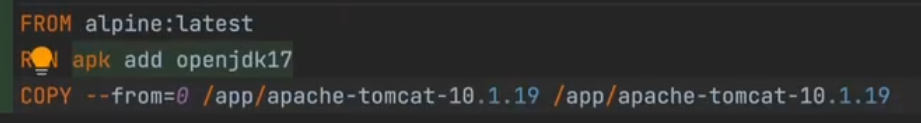 FROM alpine:latest
RUN apk add openjdk17
COPY --from=0 /app/apache-tomcat-10.1.19 /app/apache-tomcat-10.1.19